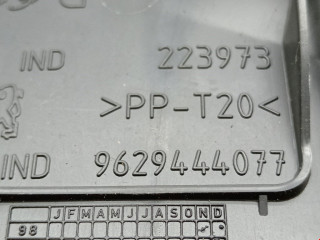 IND 223973
>PP-T20<
IND 9629444077
J F M A M J J A S O N D
98